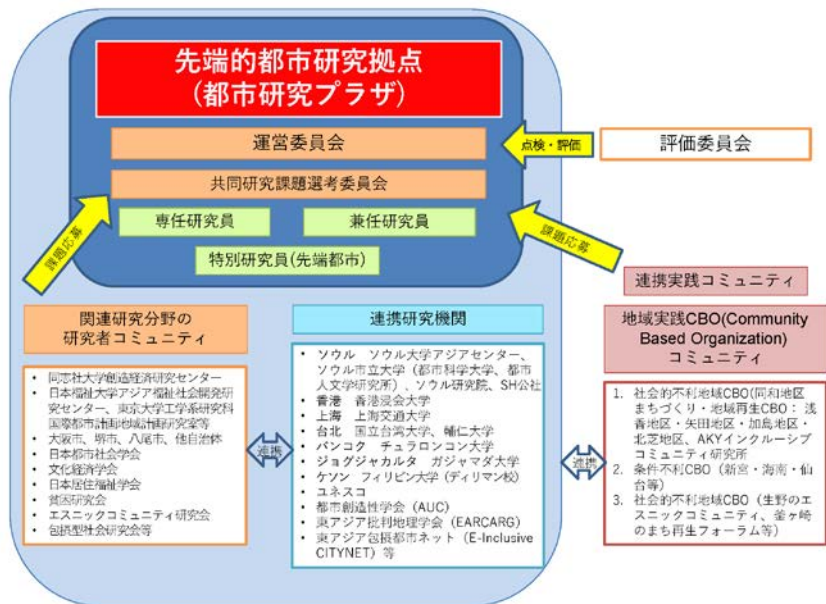 先端的都市研究拠点
(都市研究プラザ)
運営委員会
点検・評価
評価委員会
共同研究課題選考委員会
専任研究員
兼任研究員
特別研究員(先端都市)
課題応募
課題応募
関連研究分野の
研究者コミュニティ
• 同志社大学創造経済研究センター
• 日本福祉大学アジア福祉社会開発研
究センター、東京大学工学系研究科
国際都市計画地域計画研究室等
• 大阪市、堺市、八尾市、他自治体
• 日本都市社会学会
• 文化経済学会
• 日本居住福祉学会
• 貧困研究会
• エスニックコミュニティ研究会
• 包摂型社会研究会等
連携
連携研究機関
• ソウル ソウル大学アジアセンター、
ソウル市立大学（都市科学大学、都市
人文学研究所）、ソウル研究院、SH公社
• 香港 香港浸会大学
• 上海 上海交通大学
• 台北 国立台湾大学、輔仁大学
• バンコク チュラロンコン大学
• ジョグジャカルタ ガジャマダ大学
• ケソン フィリピン大学（ディリマン校）
• ユネスコ
• 都市創造性学会（AUC）
• 東アジア批判地理学会（EARCARG）
• 東アジア包摂都市ネット（E-Inclusive
CITYNET）等
連携
連携実践コミュニティ
地域実践CBO(Community
Based Organization)
コミュニティ
1. 社会的不利地域CBO(同和地区
まちづくり・地域再生CBO： 浅
香地区・矢田地区・加島地区・
北芝地区、AKYインクルーシブ
コミュニティ研究所
2. 条件不利CBO（新宮・海南・仙
台等）
3. 社会的不利地域CBO（生野のエ
スニックコミュニティ、釜ヶ崎
のまち再生フォーラム等）